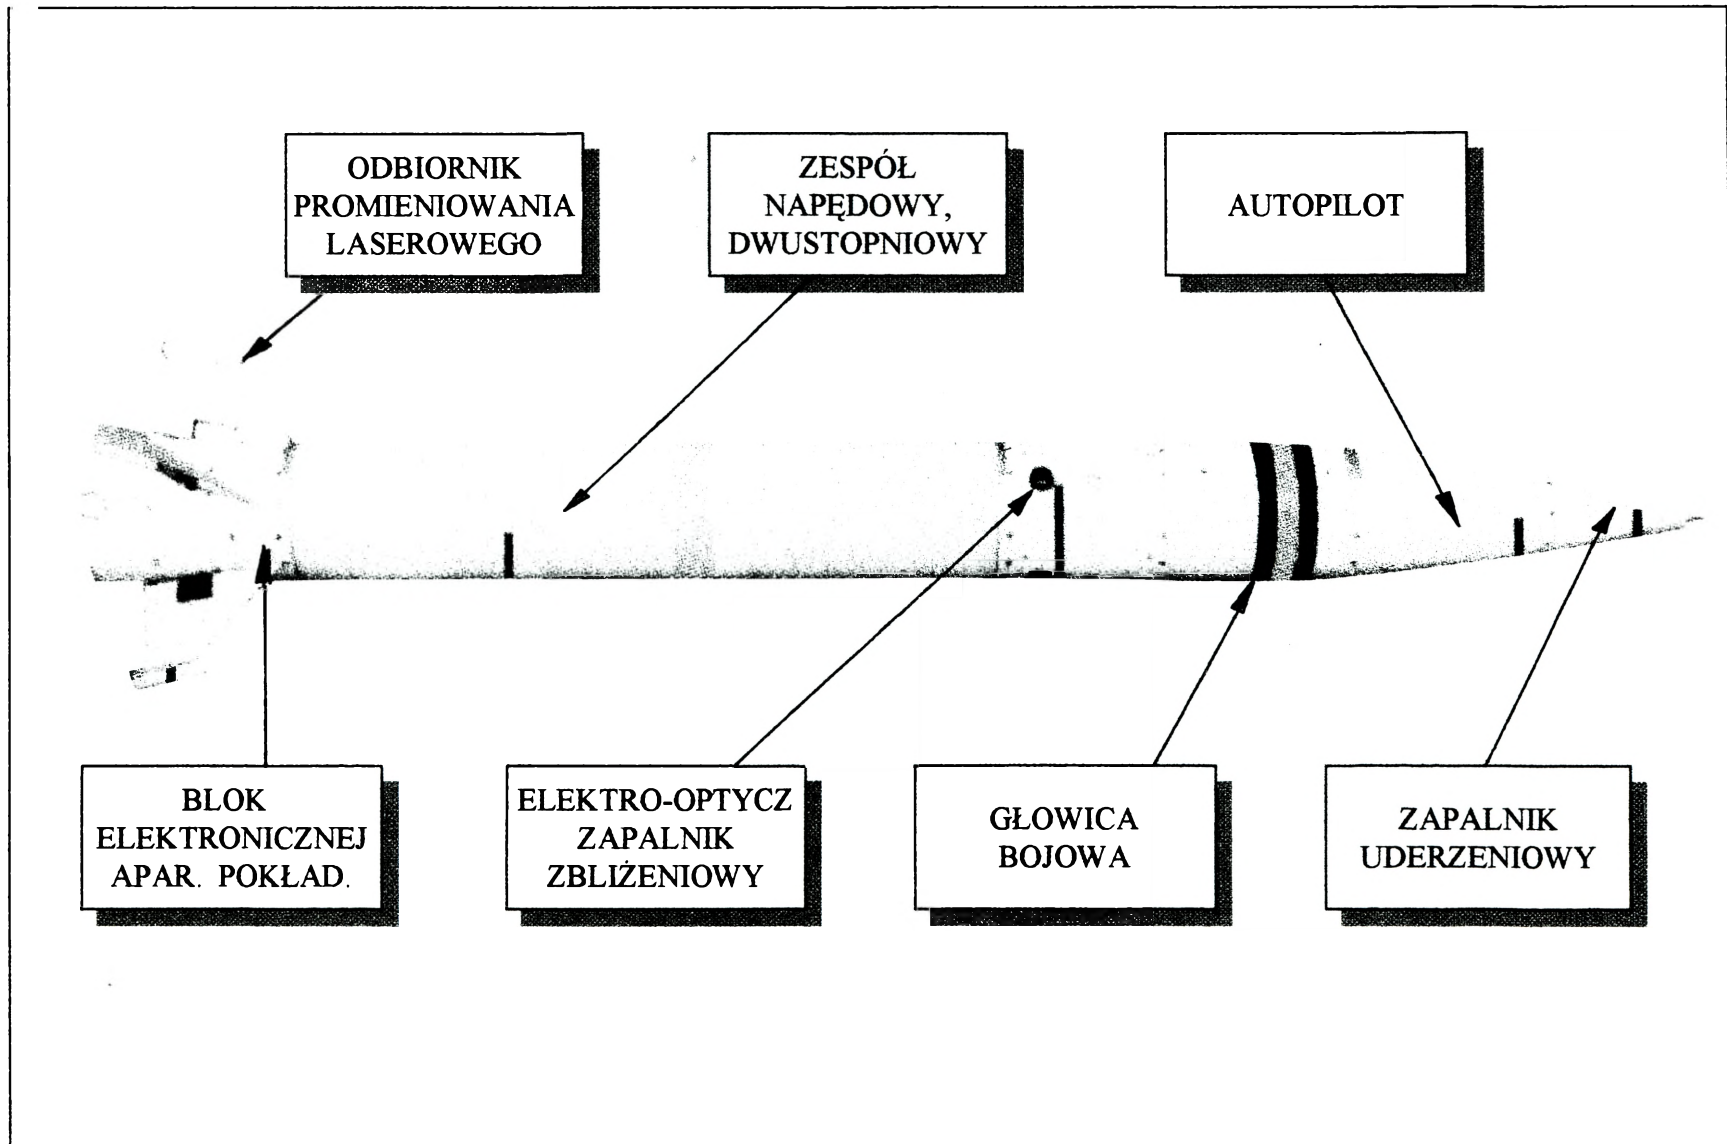 ODBIORNIK
PROMIENIOWANIA
LASEROWEGO
ZESPÓŁ
NAPĘDOWY,
DWUSTOPNIOWY
AUTOPILOT
BLOK
ELEKTRONICZNEJ
APAR. POKŁAD.
ELEKTRO-OPTYCZ
ZAPALNIK
ZBLIŻENIOWY
GŁOWICA
BOJOWA
ZAPALNIK
UDERZENIOWY